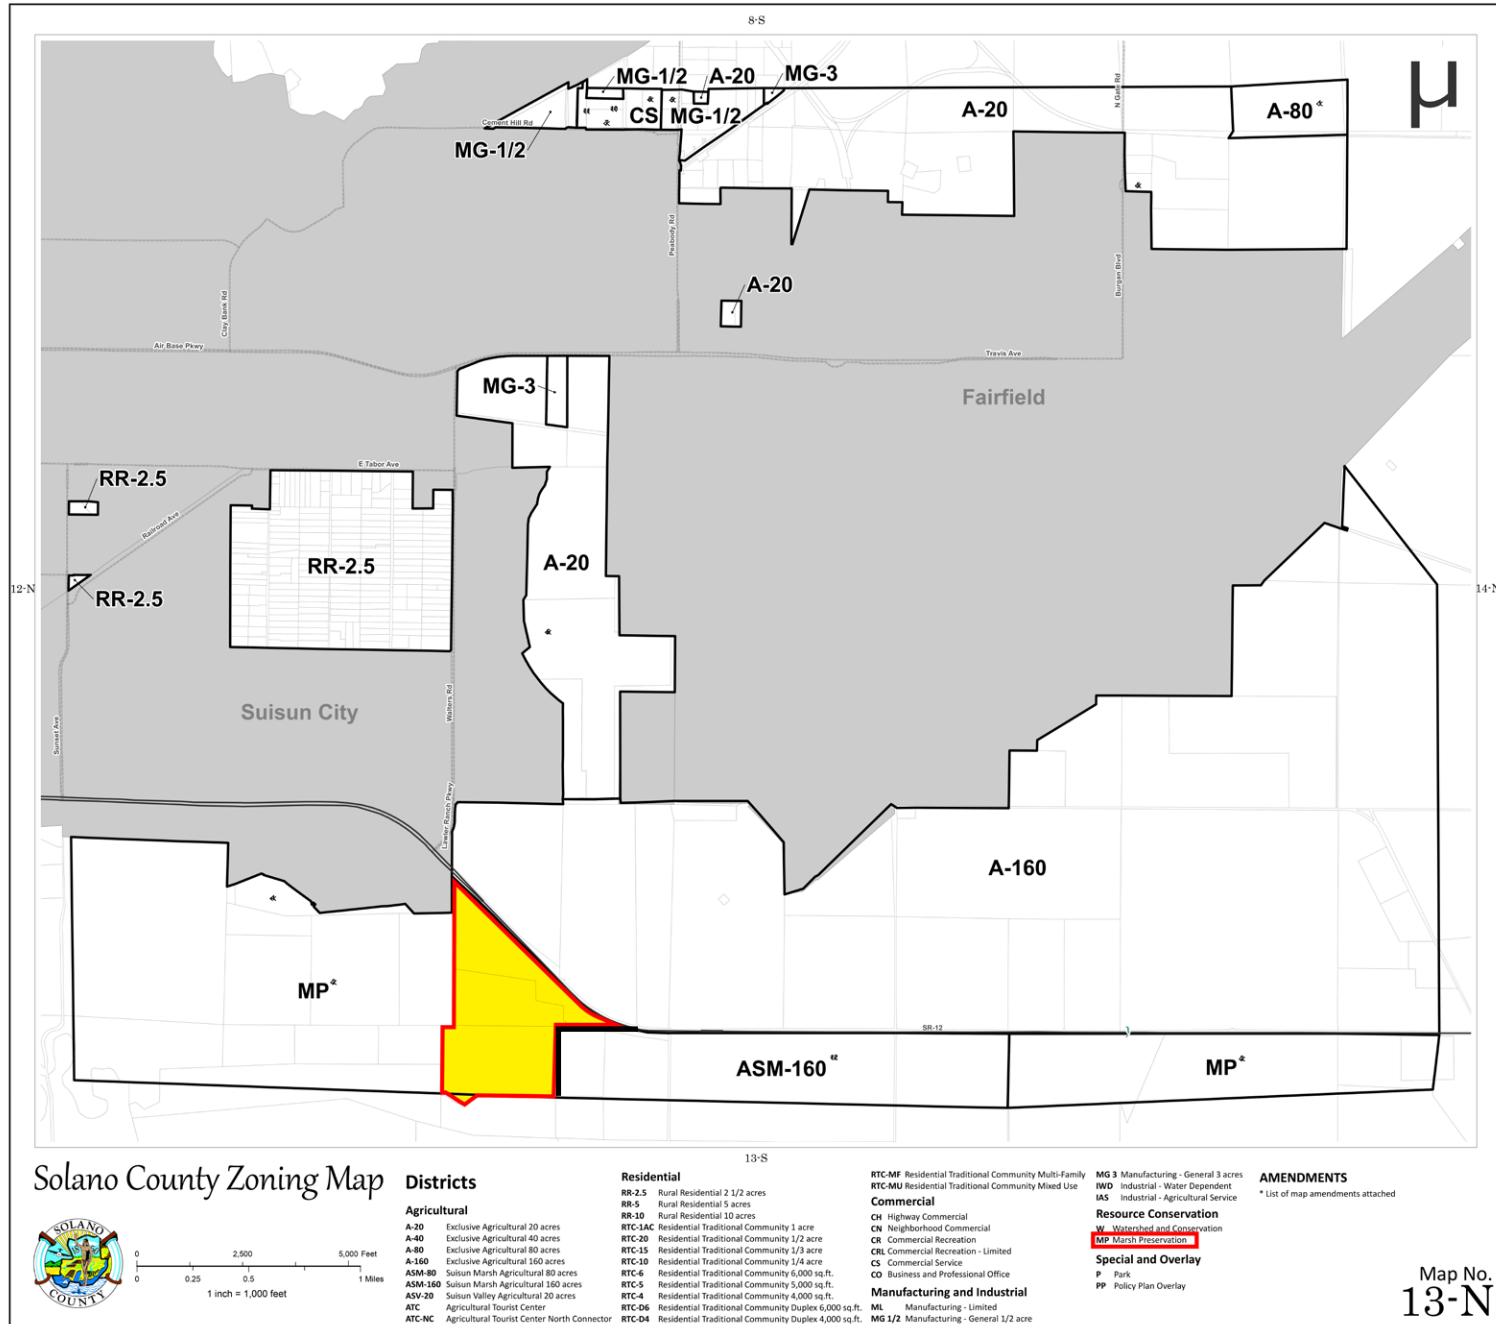 8-S
µ
MG-1/2
A-20
MG-3
CS
MG-1/2
A-20
A-80
Cement Hill Rd
MG-1/2
N Gate Rd
Peabody Rd
A-20
Burgan Blvd
Clay Bank Rd
Air Base Pkwy
Travis Ave
MG-3
Fairfield
E Tabor Ave
RR-2.5
Railroad Ave
RR-2.5
A-20
12-N
14-N
RR-2.5
Suisun City
Walters Rd
Sunset Ave
Lawler Ranch Pkwy
A-160
MP
SR-12
ASM-160
MP
13-S
Solano County Zoning Map
SOLANO
COUNTY
0 2,500 5,000 Feet
0 0.25 0.5 1 Miles
1 inch = 1,000 feet
Districts
Agricultural
A-20 Exclusive Agricultural 20 acres
A-40 Exclusive Agricultural 40 acres
A-80 Exclusive Agricultural 80 acres
A-160 Exclusive Agricultural 160 acres
ASM-80 Suisun Marsh Agricultural 80 acres
ASM-160 Suisun Marsh Agricultural 160 acres
ASV-20 Suisun Valley Agricultural 20 acres
ATC Agricultural Tourist Center
ATC-NC Agricultural Tourist Center North Connector
Residential
RR-2.5 Rural Residential 2 1/2 acres
RR-5 Rural Residential 5 acres
RR-10 Rural Residential 10 acres
RTC-1AC Residential Traditional Community 1 acre
RTC-20 Residential Traditional Community 1/2 acre
RTC-15 Residential Traditional Community 1/3 acre
RTC-10 Residential Traditional Community 1/4 acre
RTC-6 Residential Traditional Community 6,000 sq.ft.
RTC-5 Residential Traditional Community 5,000 sq.ft.
RTC-4 Residential Traditional Community 4,000 sq.ft.
RTC-D6 Residential Traditional Community Duplex 6,000 sq.ft.
RTC-D4 Residential Traditional Community Duplex 4,000 sq.ft.
RTC-MF Residential Traditional Community Multi-Family
RTC-MU Residential Traditional Community Mixed Use
Commercial
CH Highway Commercial
CN Neighborhood Commercial
CR Commercial Recreation
CRL Commercial Recreation - Limited
CS Commercial Service
CO Business and Professional Office
Manufacturing and Industrial
ML Manufacturing - Limited
MG 1/2 Manufacturing - General 1/2 acre
MG 3 Manufacturing - General 3 acres
IWD Industrial - Water Dependent
IAS Industrial - Agricultural Service
Resource Conservation
W Watershed and Conservation
MP Marsh Preservation
Special and Overlay
P Park
PP Policy Plan Overlay
AMENDMENTS
* List of map amendments attached
Map No.
13-N